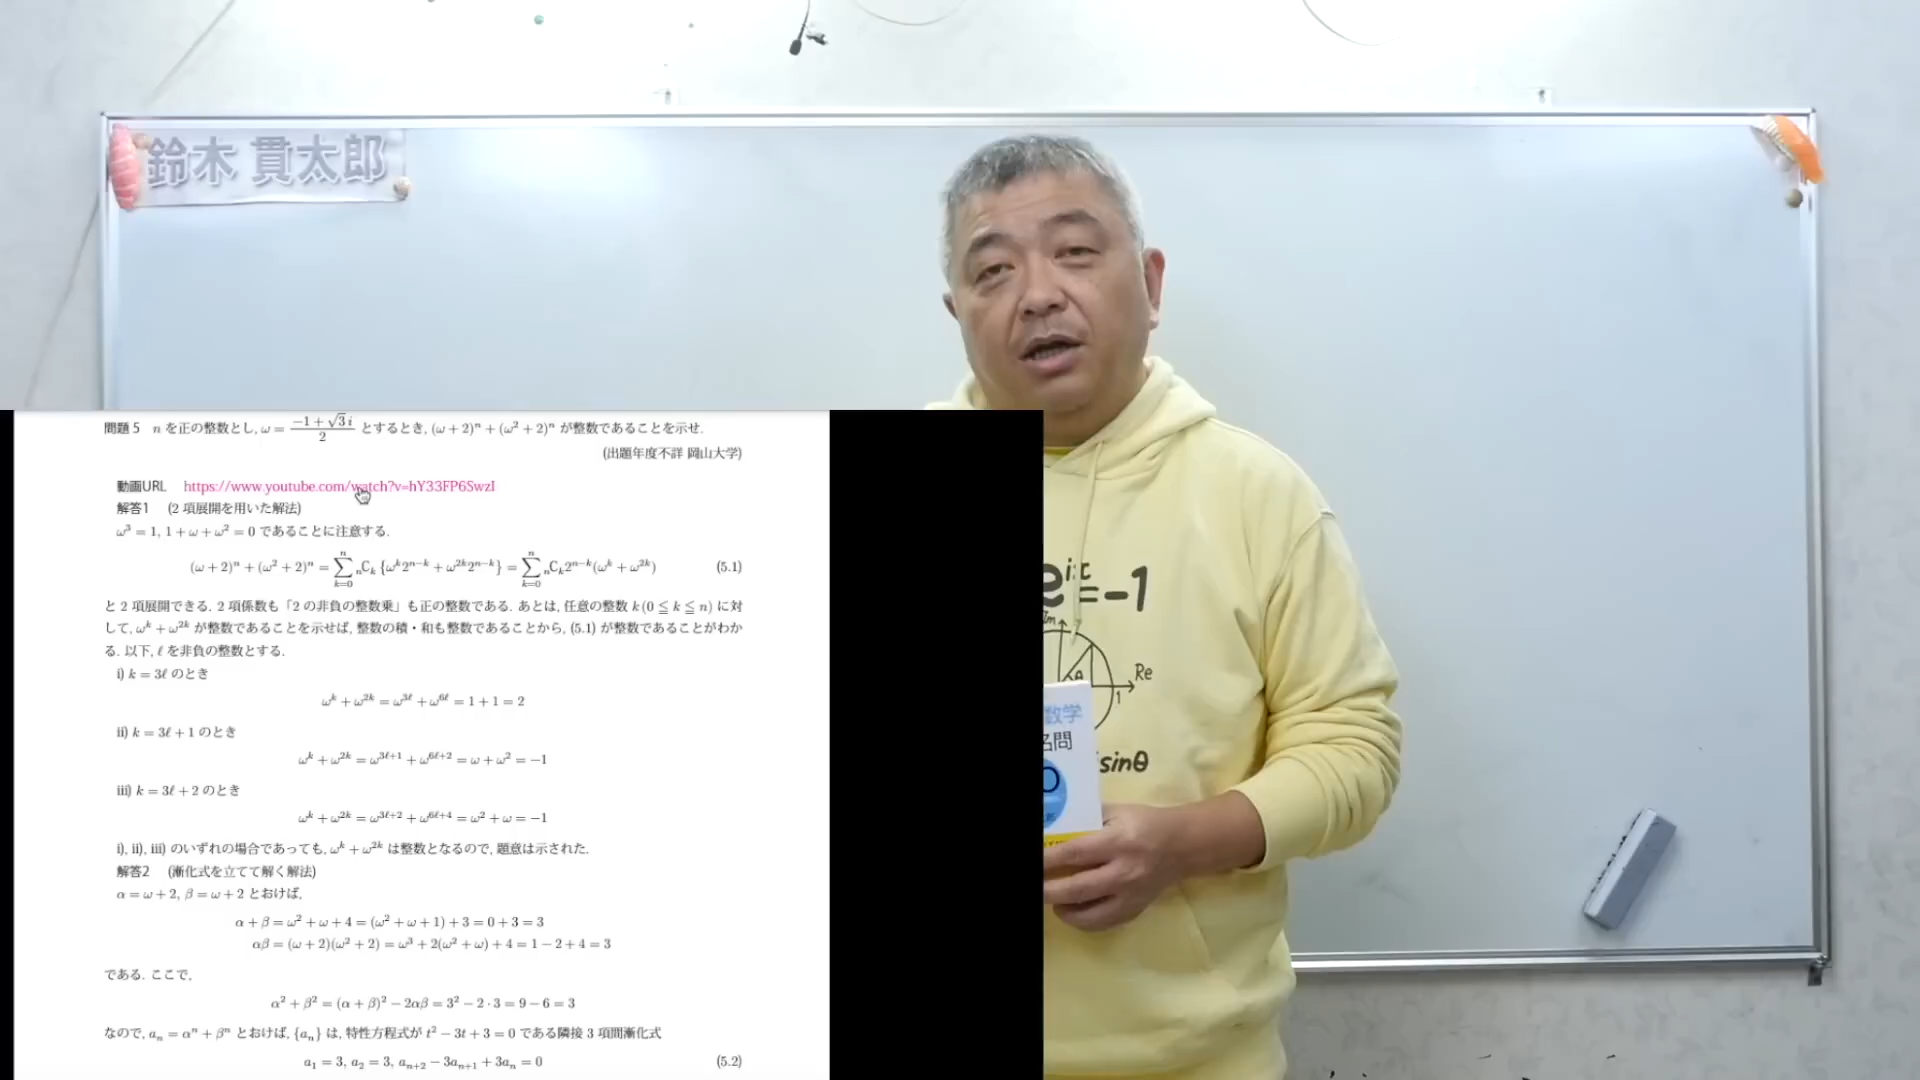 鈴木 貫太郎
問題 5 n を正の整数とし, ω = \frac{-1+\sqrt{3}i}{2} とするとき, (ω + 2)^n + (ω^2 + 2)^n が整数であることを示せ.
(出題年度不詳 岡山大学)
動画URL https://www.youtube.com/watch?v=hY33FP6SwzI
解答1 (2 項展開を用いた解法)
ω^3 = 1, 1 + ω + ω^2 = 0 であることに注意する.
(ω + 2)^n + (ω^2 + 2)^n = \sum_{k=0}^{n} {}_nC_k {ω^k 2^{n-k} + ω^{2k} 2^{n-k}} = \sum_{k=0}^{n} {}_nC_k 2^{n-k}(ω^k + ω^{2k}) (5.1)
と 2 項展開できる. 2 項係数も「2 の非負の整数乗」も正の整数である. あとは, 任意の整数 k (0 ≦ k ≦ n) に対
して, ω^k + ω^{2k} が整数であることを示せば, 整数の積・和も整数であることから, (5.1) が整数であることがわか
る. 以下, ℓ を非負の整数とする.
i) k = 3ℓ のとき
ω^k + ω^{2k} = ω^{3ℓ} + ω^{6ℓ} = 1 + 1 = 2
ii) k = 3ℓ + 1 のとき
ω^k + ω^{2k} = ω^{3ℓ+1} + ω^{6ℓ+2} = ω + ω^2 = −1
iii) k = 3ℓ + 2 のとき
ω^k + ω^{2k} = ω^{3ℓ+2} + ω^{6ℓ+4} = ω^2 + ω = −1
i), ii), iii) のいずれの場合であっても, ω^k + ω^{2k} は整数となるので, 題意は示された.
解答2 (漸化式を立てて解く解法)
α = ω + 2, β = ω + 2 とおけば,
α + β = ω^2 + ω + 4 = (ω^2 + ω + 1) + 3 = 0 + 3 = 3
αβ = (ω + 2)(ω^2 + 2) = ω^3 + 2(ω^2 + ω) + 4 = 1 − 2 + 4 = 3
である. ここで,
α^2 + β^2 = (α + β)^2 − 2αβ = 3^2 − 2 · 3 = 9 − 6 = 3
なので, a_n = α^n + β^n とおけば, {a_n} は, 特性方程式が t^2 − 3t + 3 = 0 である隣接 3 項間漸化式
a_1 = 3, a_2 = 3, a_{n+2} − 3a_{n+1} + 3a_n = 0 (5.2)
=−1
Re
θ
1
sinθ
数学
名問